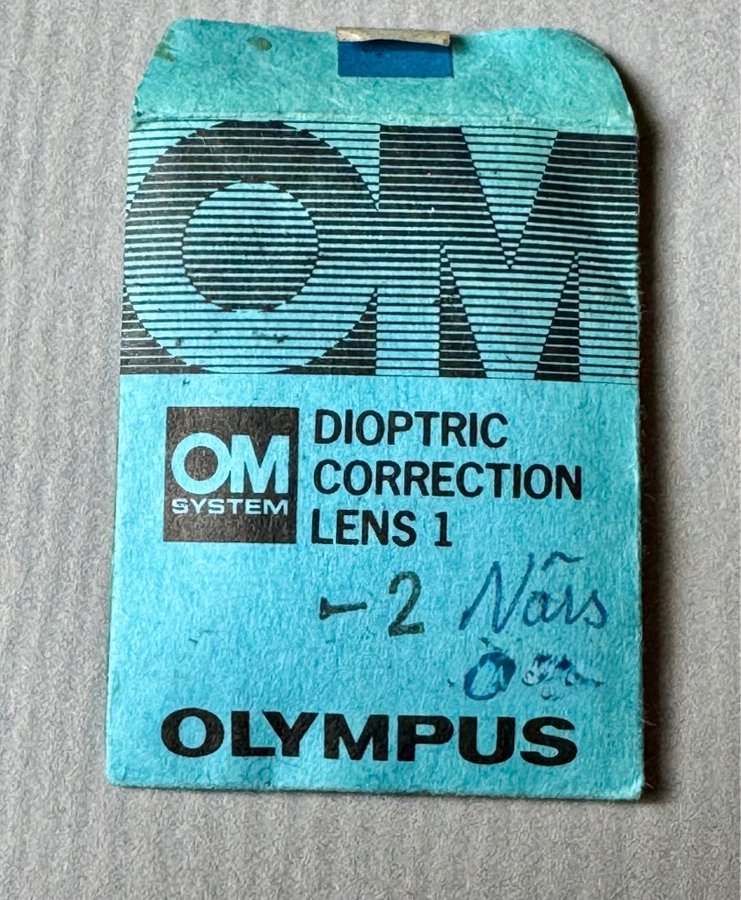 OM
OM
SYSTEM
DIOPTRIC
CORRECTION
LENS 1
-2
OLYMPUS